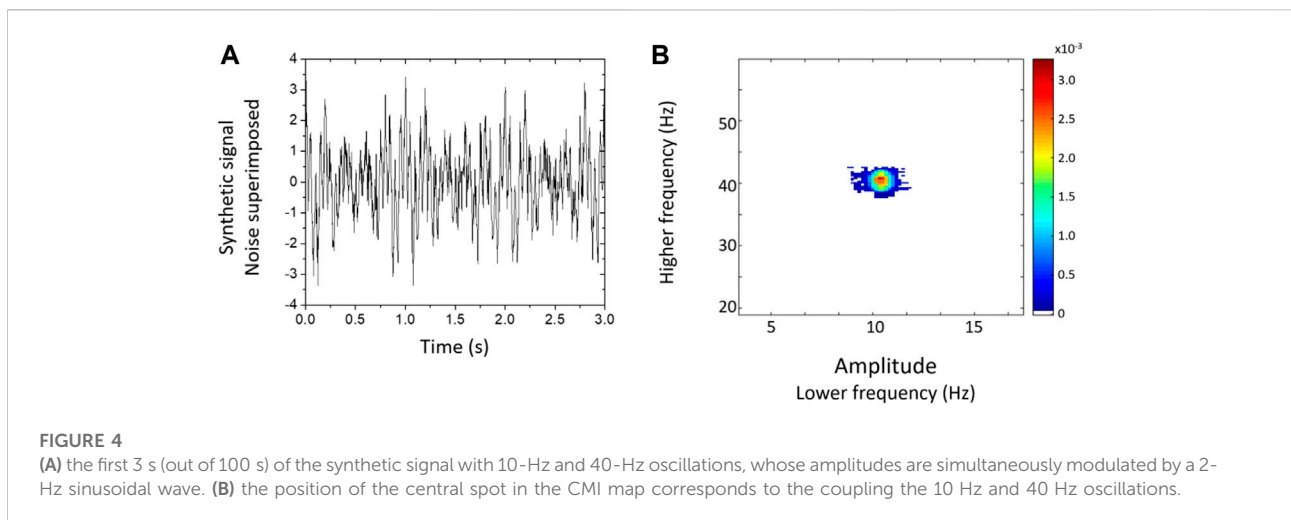 A
4
3
2
1
0
-1
-2
-3
-4
Synthetic signal
Noise superimposed
0.0 0.5 1.0 1.5 2.0 2.5 3.0
Time (s)
B
50
40
30
20
Higher frequency (Hz)
5 10 15
Amplitude
Lower frequency (Hz)
x10-3
3.0
2.5
2.0
1.5
1.0
0.5
0
FIGURE 4
(A) the first 3 s (out of 100 s) of the synthetic signal with 10-Hz and 40-Hz oscillations, whose amplitudes are simultaneously modulated by a 2-
Hz sinusoidal wave. (B) the position of the central spot in the CMI map corresponds to the coupling the 10 Hz and 40 Hz oscillations.